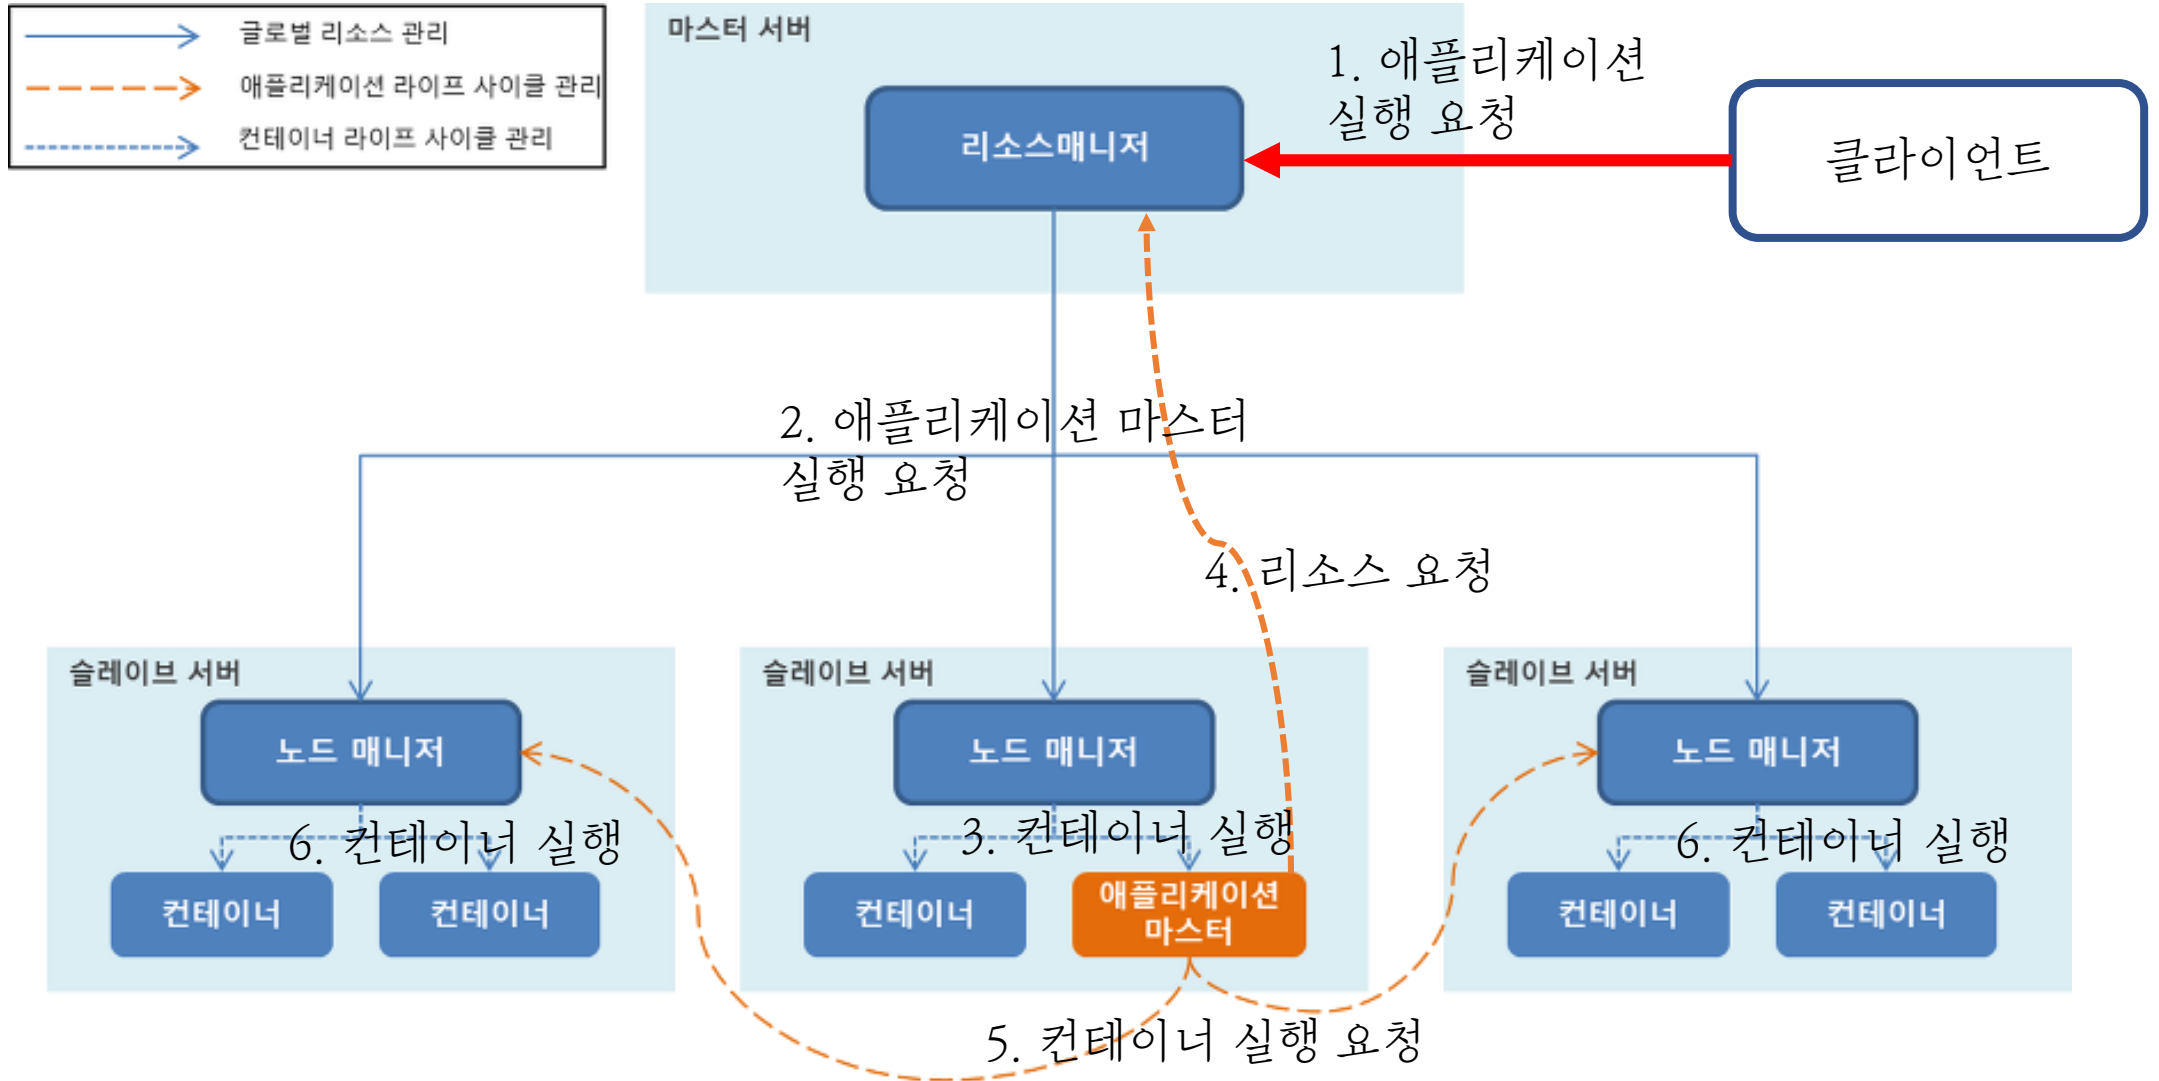 글로벌 리소스 관리
애플리케이션 라이프 사이클 관리
컨테이너 라이프 사이클 관리
마스터 서버
리소스매니저
1. 애플리케이션
실행 요청
클라이언트
2. 애플리케이션 마스터
실행 요청
4. 리소스 요청
슬레이브 서버
노드 매니저
6. 컨테이너 실행
컨테이너
컨테이너
슬레이브 서버
노드 매니저
3. 컨테이너 실행
컨테이너
애플리케이션
마스터
슬레이브 서버
노드 매니저
6. 컨테이너 실행
컨테이너
컨테이너
5. 컨테이너 실행 요청